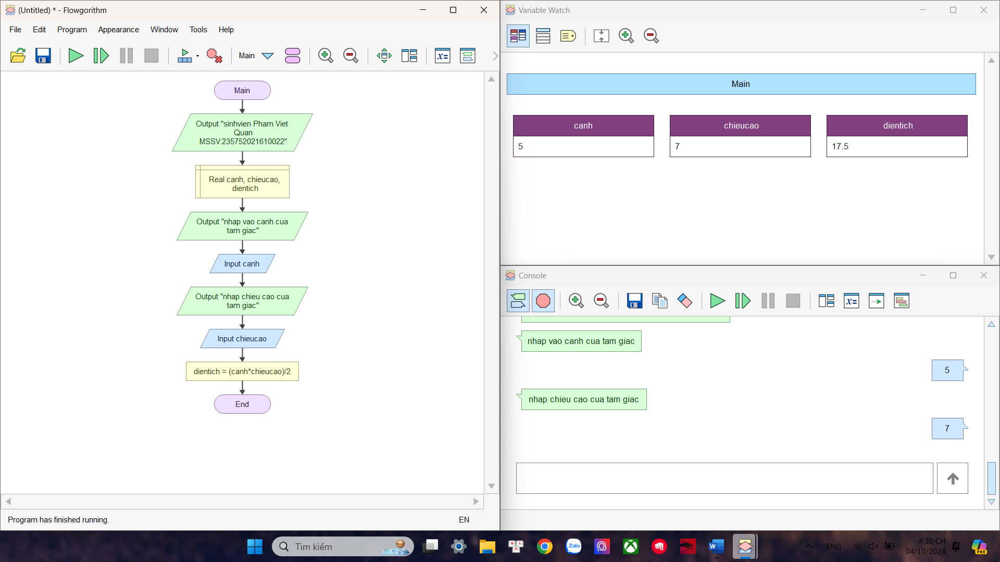 (Untitled) * - Flowgorithm
File Edit Program Appearance Window Tools Help
Main
Main
Output "sinhvien Pham Viet
Quan
MSSV:235752021610022"
Real canh, chieucao,
dientich
Output "nhap vao canh cua
tam giac"
Input canh
Output "nhap chieu cao cua
tam giac"
Input chieucao
dientich = (canh*chieucao)/2
End
Program has finished running.
EN
Variable Watch
Main
canh chieucao dientich
5 7 17.5
Console
nhap vao canh cua tam giac
5
nhap chieu cao cua tam giac
7
Tìm kiếm
Zalo
ENG
4:30 CH
04/10/2024
PRE